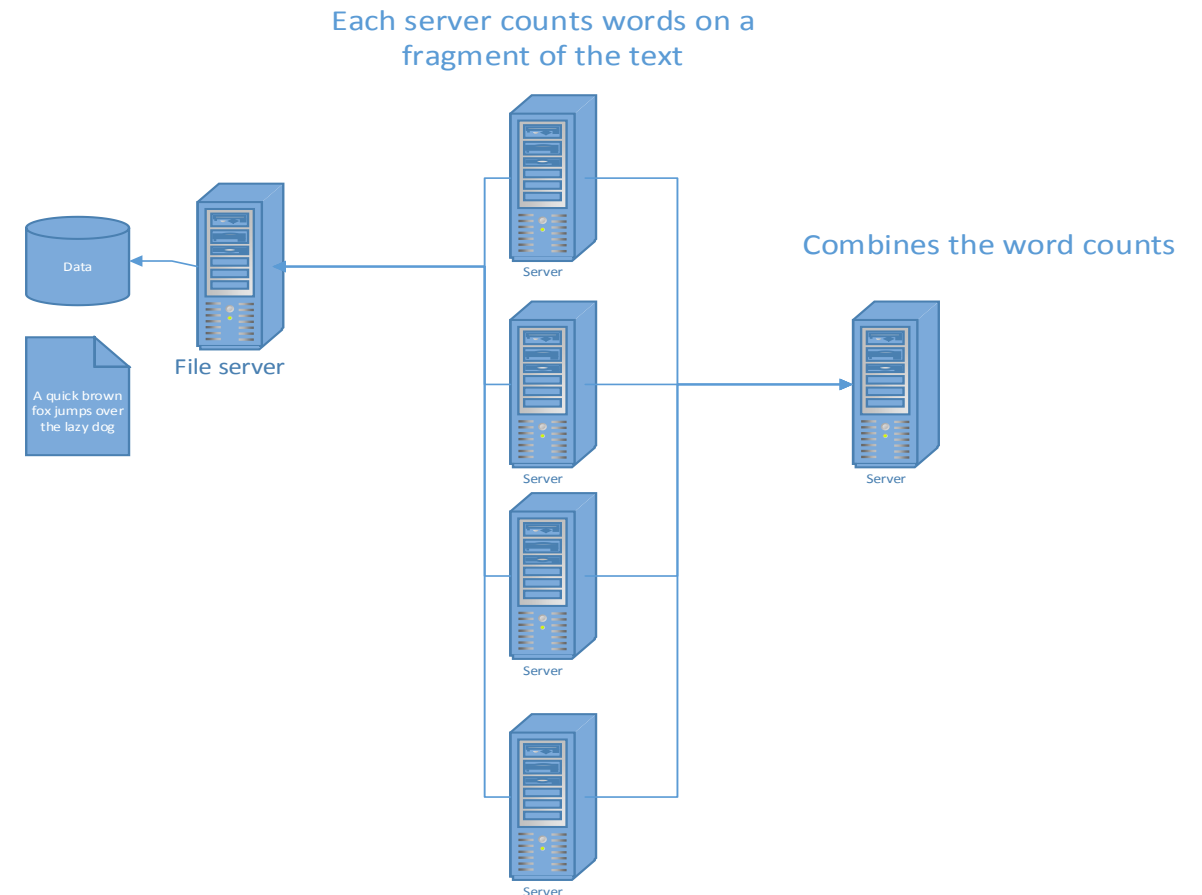 Each server counts words on a
fragment of the text
Server
Data
Combines the word counts
File server
A quick brown
fox jumps over
the lazy dog
Server
Server
Server
Server